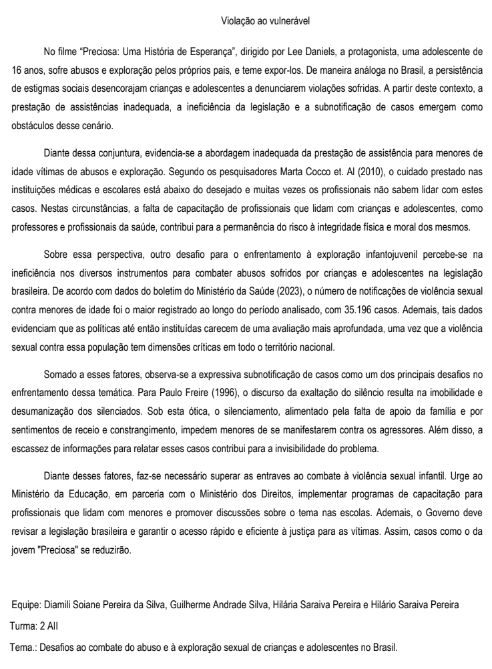 Violação ao vulnerável
No filme “Preciosa: Uma História de Esperança”, dirigido por Lee Daniels, a protagonista, uma adolescente de
16 anos, sofre abusos e exploração pelos próprios pais, e teme expor-los. De maneira análoga no Brasil, a persistência
de estigmas sociais desencorajam crianças e adolescentes a denunciarem violações sofridas. A partir deste contexto, a
prestação de assistências inadequada, a ineficiência da legislação e a subnotificação de casos emergem como
obstáculos desse cenário.
Diante dessa conjuntura, evidencia-se a abordagem inadequada da prestação de assistência para menores de
idade vítimas de abusos e exploração. Segundo os pesquisadores Marta Cocco et. Al (2010), o cuidado prestado nas
instituições médicas e escolares está abaixo do desejado e muitas vezes os profissionais não sabem lidar com estes
casos. Nestas circunstâncias, a falta de capacitação de profissionais que lidam com crianças e adolescentes, como
professores e profissionais da saúde, contribui para a permanência do risco à integridade física e moral dos mesmos.
Sobre essa perspectiva, outro desafio para o enfrentamento à exploração infantojuvenil percebe-se na
ineficiência nos diversos instrumentos para combater abusos sofridos por crianças e adolescentes na legislação
brasileira. De acordo com dados do boletim do Ministério da Saúde (2023), o número de notificações de violência sexual
contra menores de idade foi o maior registrado ao longo do período analisado, com 35.196 casos. Ademais, tais dados
evidenciam que as políticas até então instituídas carecem de uma avaliação mais aprofundada, uma vez que a violência
sexual contra essa população tem dimensões críticas em todo o território nacional.
Somado a esses fatores, observa-se a expressiva subnotificação de casos como um dos principais desafios no
enfrentamento dessa temática. Para Paulo Freire (1996), o discurso da exaltação do silêncio resulta na imobilidade e
desumanização dos silenciados. Sob esta ótica, o silenciamento, alimentado pela falta de apoio da família e por
sentimentos de receio e constrangimento, impedem menores de se manifestarem contra os agressores. Além disso, a
escassez de informações para relatar esses casos contribui para a invisibilidade do problema.
Diante desses fatores, faz-se necessário superar as entraves ao combate à violência sexual infantil. Urge ao
Ministério da Educação, em parceria com o Ministério dos Direitos, implementar programas de capacitação para
profissionais que lidam com menores e promover discussões sobre o tema nas escolas. Ademais, o Governo deve
revisar a legislação brasileira e garantir o acesso rápido e eficiente à justiça para as vítimas. Assim, casos como o da
jovem "Preciosa" se reduzirão.
Equipe: Diamili Soiane Pereira da Silva, Guilherme Andrade Silva, Hilária Saraiva Pereira e Hilário Saraiva Pereira
Turma: 2 AII
Tema.: Desafios ao combate do abuso e à exploração sexual de crianças e adolescentes no Brasil.